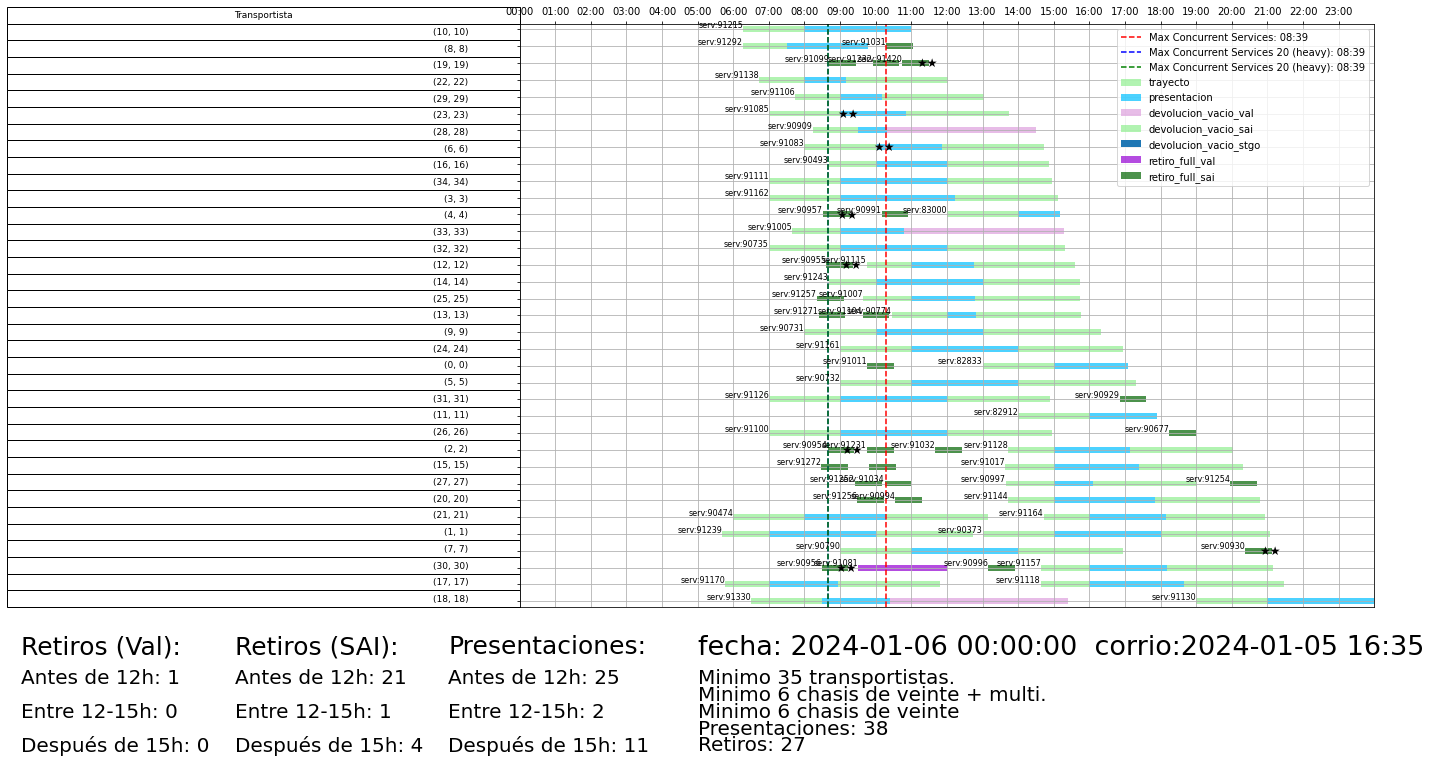 Transportista
00:00 01:00 02:00 03:00 04:00 05:00 06:00 07:00 08:00 09:00 10:00 11:00 12:00 13:00 14:00 15:00 16:00 17:00 18:00 19:00 20:00 21:00 22:00 23:00
(10, 10) serv:91215
(8, 8) serv:91292 serv:91031
(19, 19) serv:91095 serv:91222 serv:91420
(22, 22) serv:91138
(29, 29) serv:91106
(23, 23) serv:91085
(28, 28) serv:90909
(6, 6) serv:91083
(16, 16) serv:90493
(34, 34) serv:91111
(3, 3) serv:91162
(4, 4) serv:90957 serv:90991 serv:83000
(33, 33) serv:91005
(32, 32) serv:90735
(12, 12) serv:90955 serv:91115
(14, 14) serv:91243
(25, 25) serv:91257 serv:91007
(13, 13) serv:91271 serv:91104 serv:90774
(9, 9) serv:90731
(24, 24) serv:91161
(0, 0) serv:91011 serv:82833
(5, 5) serv:90732
(31, 31) serv:91126 serv:90929
(11, 11) serv:82912
(26, 26) serv:91100 serv:90677
(2, 2) serv:90954 serv:91231 serv:91032 serv:91128
(15, 15) serv:91272 serv:91017
(27, 27) serv:91252 serv:91034 serv:90997 serv:91254
(20, 20) serv:91256 serv:90994 serv:91144
(21, 21) serv:90474 serv:91164
(1, 1) serv:91239 serv:90373
(7, 7) serv:90790 serv:90930
(30, 30) serv:90956 serv:91081 serv:90996 serv:91157
(17, 17) serv:91170 serv:91118
(18, 18) serv:91330 serv:91130
Max Concurrent Services: 08:39
Max Concurrent Services 20 (heavy): 08:39
Max Concurrent Services 20 (heavy): 08:39
trayecto
presentacion
devolucion_vacio_val
devolucion_vacio_sai
devolucion_vacio_stgo
retiro_full_val
retiro_full_sai
Retiros (Val):
Antes de 12h: 1
Entre 12-15h: 0
Después de 15h: 0
Retiros (SAI):
Antes de 12h: 21
Entre 12-15h: 1
Después de 15h: 4
Presentaciones:
Antes de 12h: 25
Entre 12-15h: 2
Después de 15h: 11
fecha: 2024-01-06 00:00:00  corrio:2024-01-05 16:35
Minimo 35 transportistas.
Minimo 6 chasis de veinte + multi.
Minimo 6 chasis de veinte
Presentaciones: 38
Retiros: 27